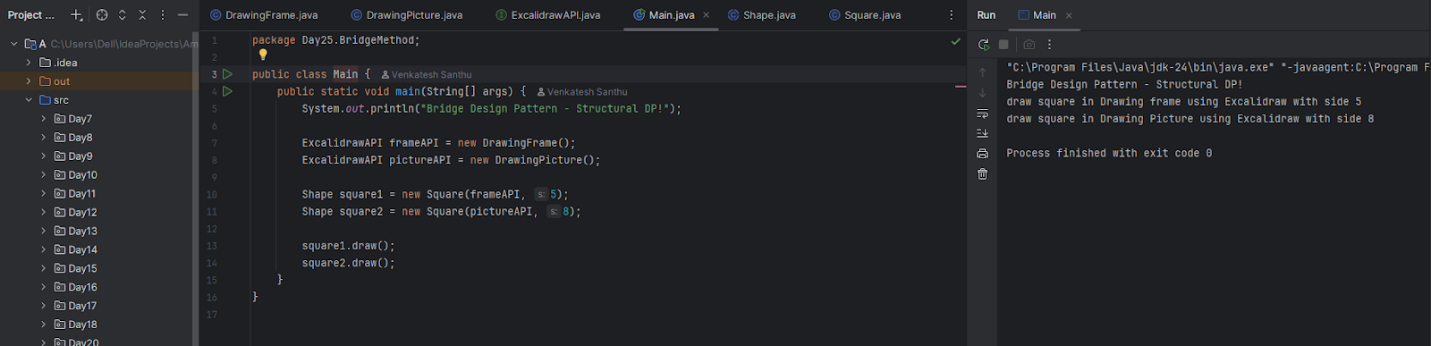 Project ...
DrawingFrame.java
DrawingPicture.java
ExcalidrawAPI.java
Main.java
Shape.java
Square.java
Run
Main
A C:\Users\Dell\IdeaProjects\Am
.idea
out
src
Day7
Day8
Day9
Day10
Day11
Day12
Day13
Day14
Day15
Day16
Day17
Day18
Day20
1 package Day25.BridgeMethod;
2
3 public class Main { Venkatesh Santhu
4 public static void main(String[] args) { Venkatesh Santhu
5 System.out.println("Bridge Design Pattern - Structural DP!");
6
7 ExcalidrawAPI frameAPI = new DrawingFrame();
8 ExcalidrawAPI pictureAPI = new DrawingPicture();
9
10 Shape square1 = new Square(frameAPI, s: 5);
11 Shape square2 = new Square(pictureAPI, s: 8);
12
13 square1.draw();
14 square2.draw();
15 }
16 }
17
"C:\Program Files\Java\jdk-24\bin\java.exe" "-javaagent:C:\Program F
Bridge Design Pattern - Structural DP!
draw square in Drawing frame using Excalidraw with side 5
draw square in Drawing Picture using Excalidraw with side 8
Process finished with exit code 0